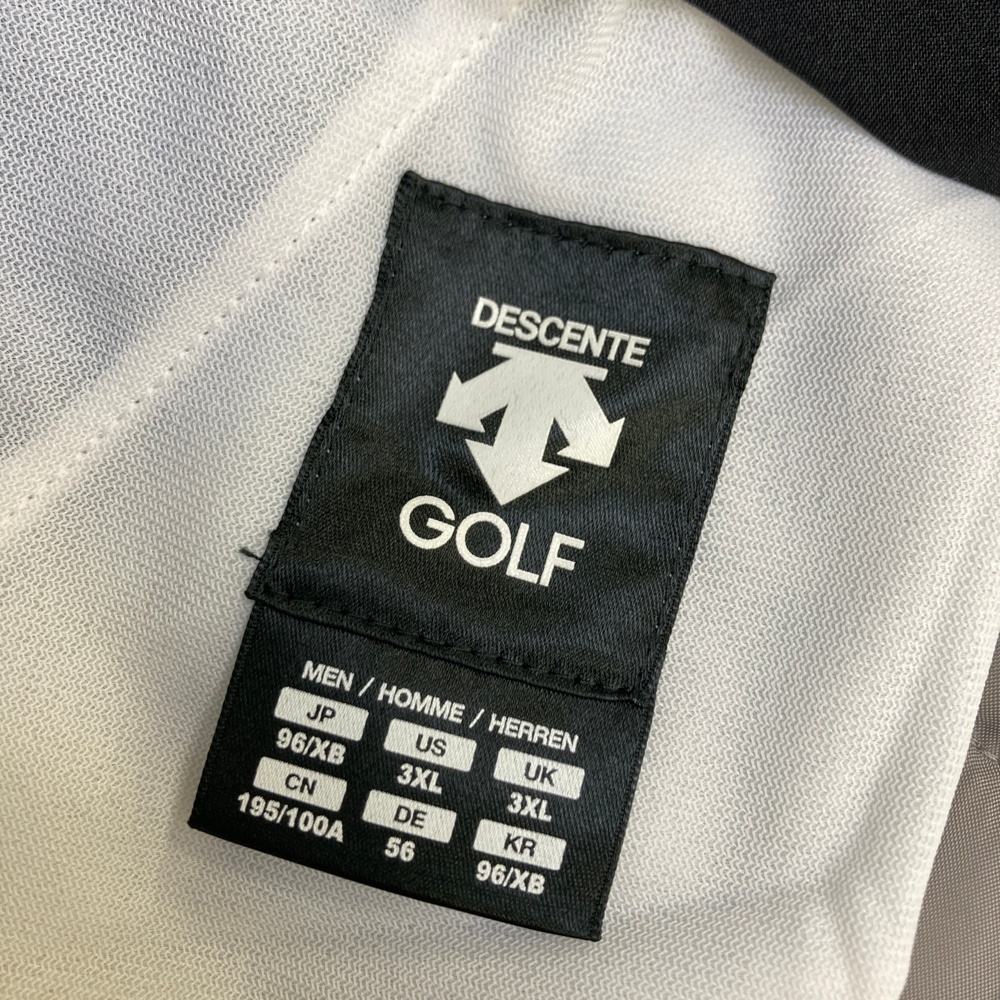 DESCENTE
GOLF
MEN / HOMME / HERREN
JP US UK
96/XB 3XL 3XL
CN DE KR
195/100A 56 96/XB